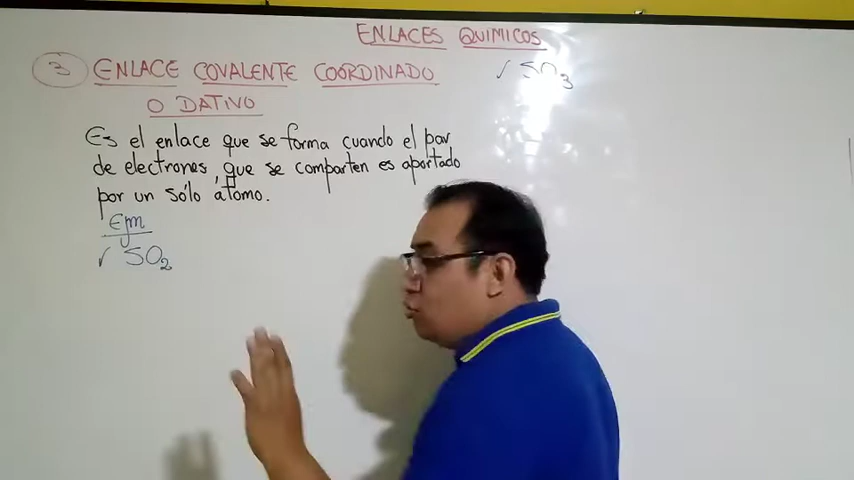 ENLACES QUIMICOS
3 ENLACE COVALENTE COORDINADO
O DATIVO
Es el enlace que se forma cuando el par
de electrones, que se comparten es aportado
por un sólo átomo.
Ejm
✓ SO₂
✓ SO₃